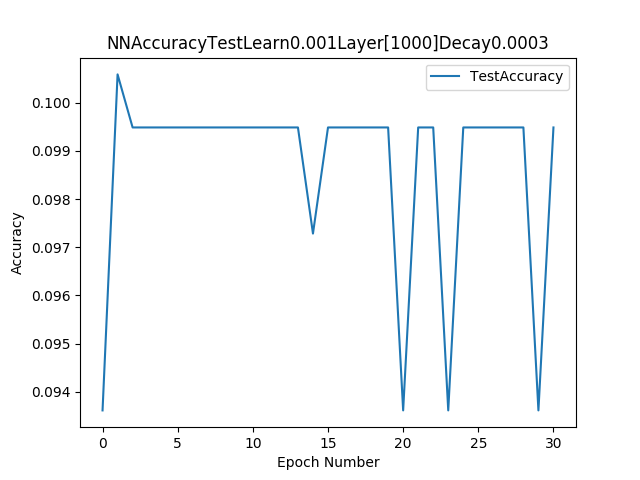 NNAccuracyTestLearn0.001Layer[1000]Decay0.0003
TestAccuracy
0.100
0.099
0.098
0.097
0.096
0.095
0.094
Accuracy
0 5 10 15 20 25 30
Epoch Number